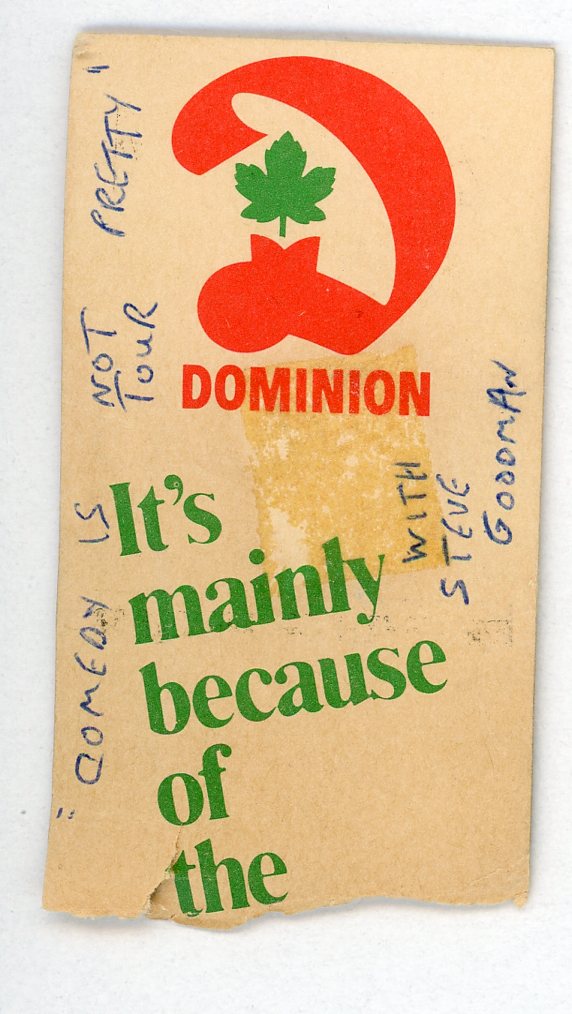 DOMINION
It's
mainly
because
of
the
"COMEDY IS NOT PRETTY"
TOUR
WITH
STEVE
GOODMAN